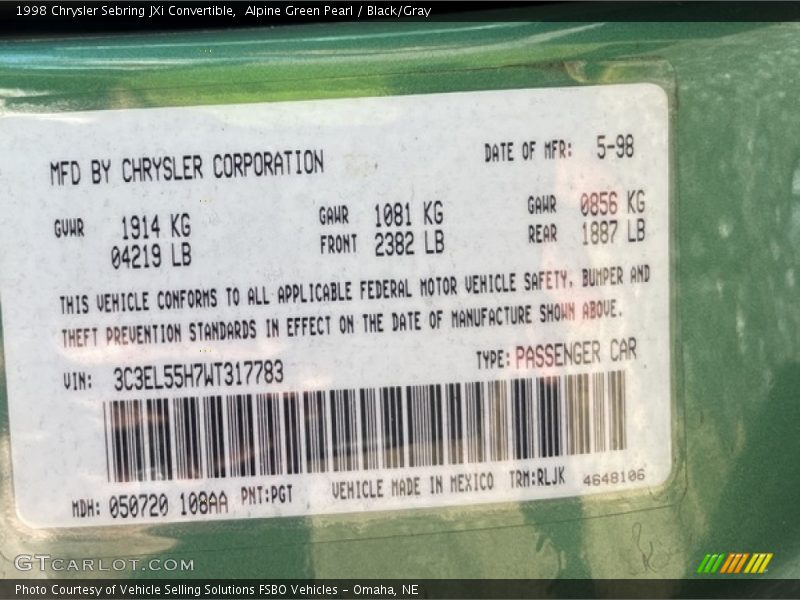 1998 Chrysler Sebring JXi Convertible,  Alpine Green Pearl / Black/Gray
MFD BY CHRYSLER CORPORATION DATE OF MFR: 5-98
GVWR 1914 KG GAWR 1081 KG GAWR 0856 KG
04219 LB FRONT 2382 LB REAR 1887 LB
THIS VEHICLE CONFORMS TO ALL APPLICABLE FEDERAL MOTOR VEHICLE SAFETY, BUMPER AND
THEFT PREVENTION STANDARDS IN EFFECT ON THE DATE OF MANUFACTURE SHOWN ABOVE.
VIN: 3C3EL55H7WT317783 TYPE: PASSENGER CAR
MDH: 050720 108AA PNT:PGT VEHICLE MADE IN MEXICO TRM:RLJK 4648106
GTCARLOT.COM
Photo Courtesy of Vehicle Selling Solutions FSBO Vehicles – Omaha, NE